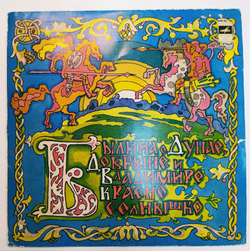 Былина о Дунае,
Добрыне и
Владимире
Красно
Солнышко